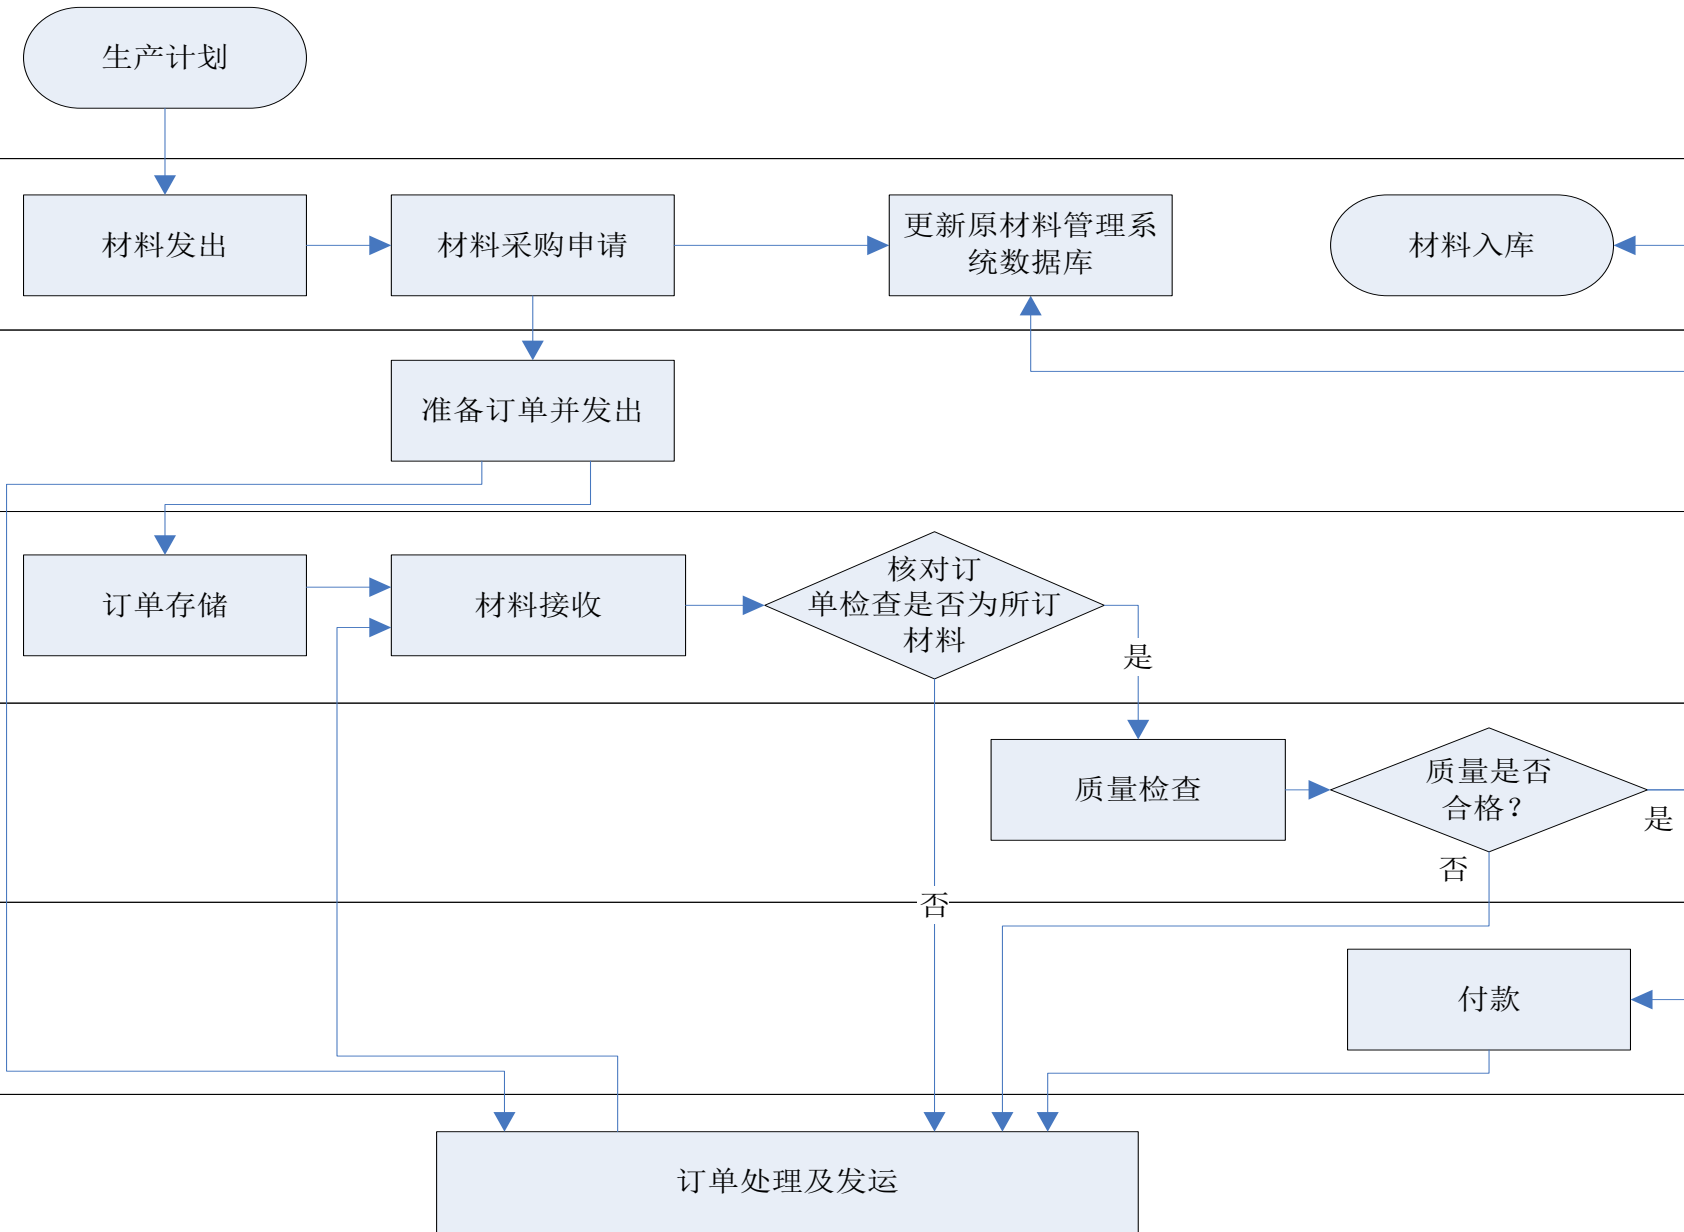 生产计划
材料发出
材料采购申请
更新原材料管理系
统数据库
材料入库
准备订单并发出
订单存储
材料接收
核对订
单检查是否为所订
材料
是
质量检查
质量是否
合格？
是
否
否
付款
订单处理及发运